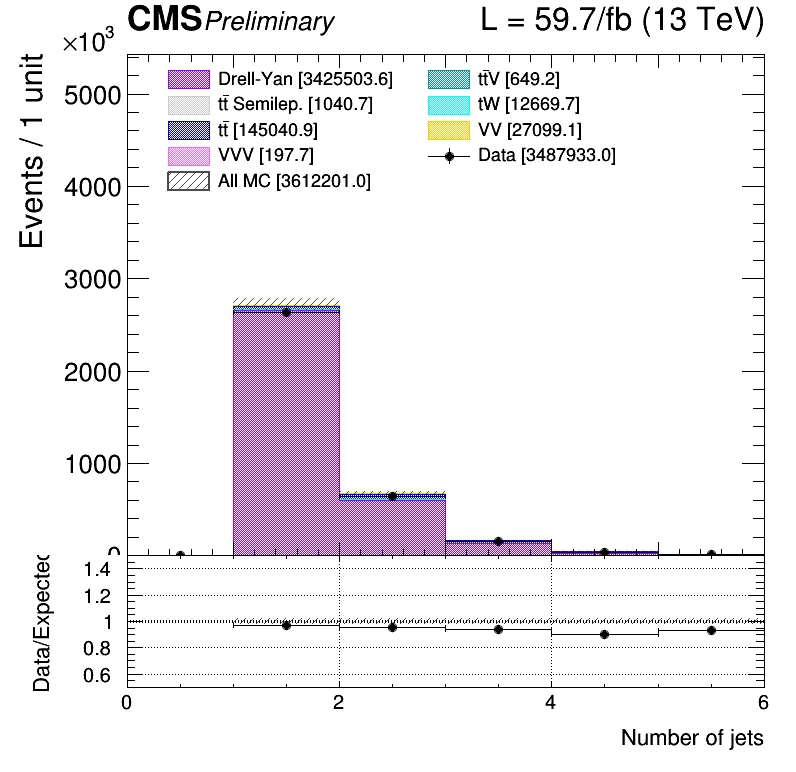 CMS Preliminary L = 59.7/fb (13 TeV)
×10³
Events / 1 unit
5000
4000
3000
2000
1000
0
Drell-Yan [3425503.6]
tt̄ Semilep. [1040.7]
tt̄ [145040.9]
VVV [197.7]
All MC [3612201.0]
tt̄V [649.2]
tW [12669.7]
VV [27099.1]
Data [3487933.0]
Data/Expected
1.4
1.2
1
0.8
0.6
0 2 4 6
Number of jets